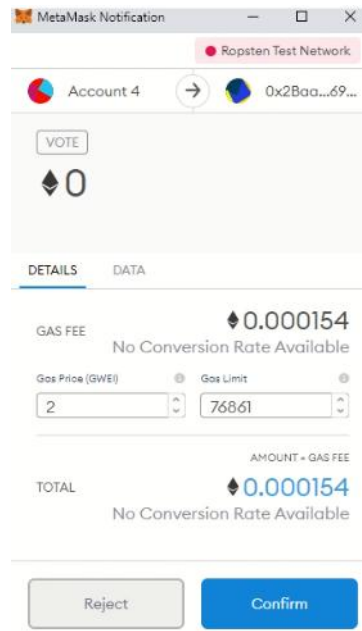 MetaMask Notification
Ropsten Test Network
Account 4
0x2Baa...69...
VOTE
0
DETAILS
DATA
GAS FEE
0.000154
No Conversion Rate Available
Gas Price (GWEI)
Gas Limit
2
76861
AMOUNT + GAS FEE
TOTAL
0.000154
No Conversion Rate Available
Reject
Confirm